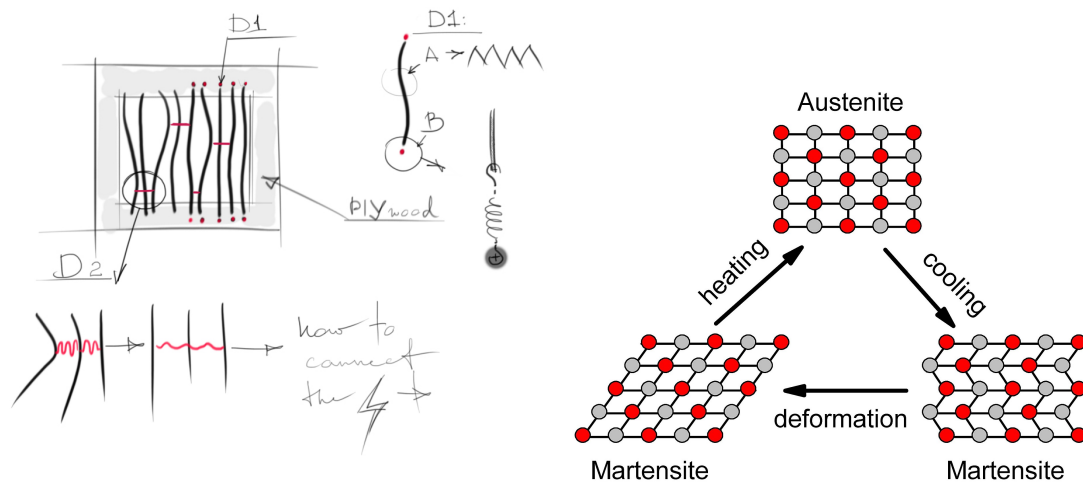 D1
D1:
A
B
Plywood
D2
how to
connect
the
Austenite
heating
cooling
deformation
Martensite
Martensite